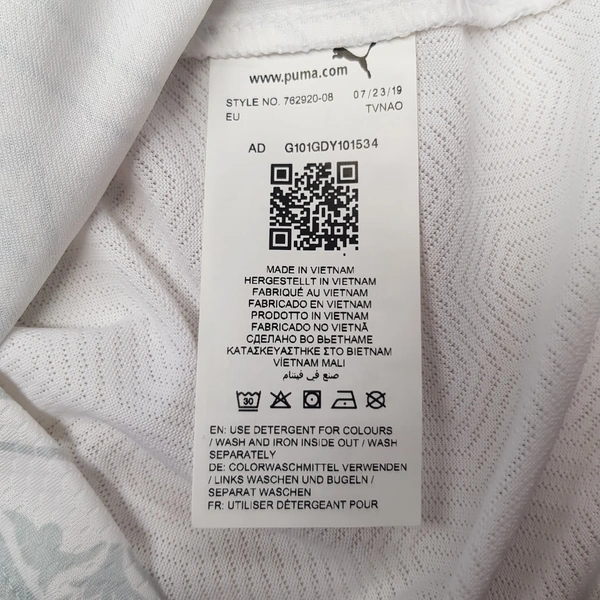 www.puma.com
STYLE NO. 762920-08 07/23/19
EU TVNAO
AD G101GDY101534
MADE IN VIETNAM
HERGESTELLT IN VIETNAM
FABRIQUÉ AU VIETNAM
FABRICADO EN VIETNAM
PRODOTTO IN VIETNAM
FABRICADO NO VIETNÃ
СДЕЛАНО ВО ВЬЕТНАМЕ
ΚΑΤΑΣΚΕΥΑΣΤΗΚΕ ΣΤΟ ΒΙΕΤΝΑΜ
VİETNAM MALI
صنع في فيتنام
30
EN: USE DETERGENT FOR COLOURS
/ WASH AND IRON INSIDE OUT / WASH
SEPARATELY
DE: COLORWASCHMITTEL VERWENDEN
/ LINKS WASCHEN UND BUGELN /
SEPARAT WASCHEN
FR: UTILISER DÉTERGEANT POUR